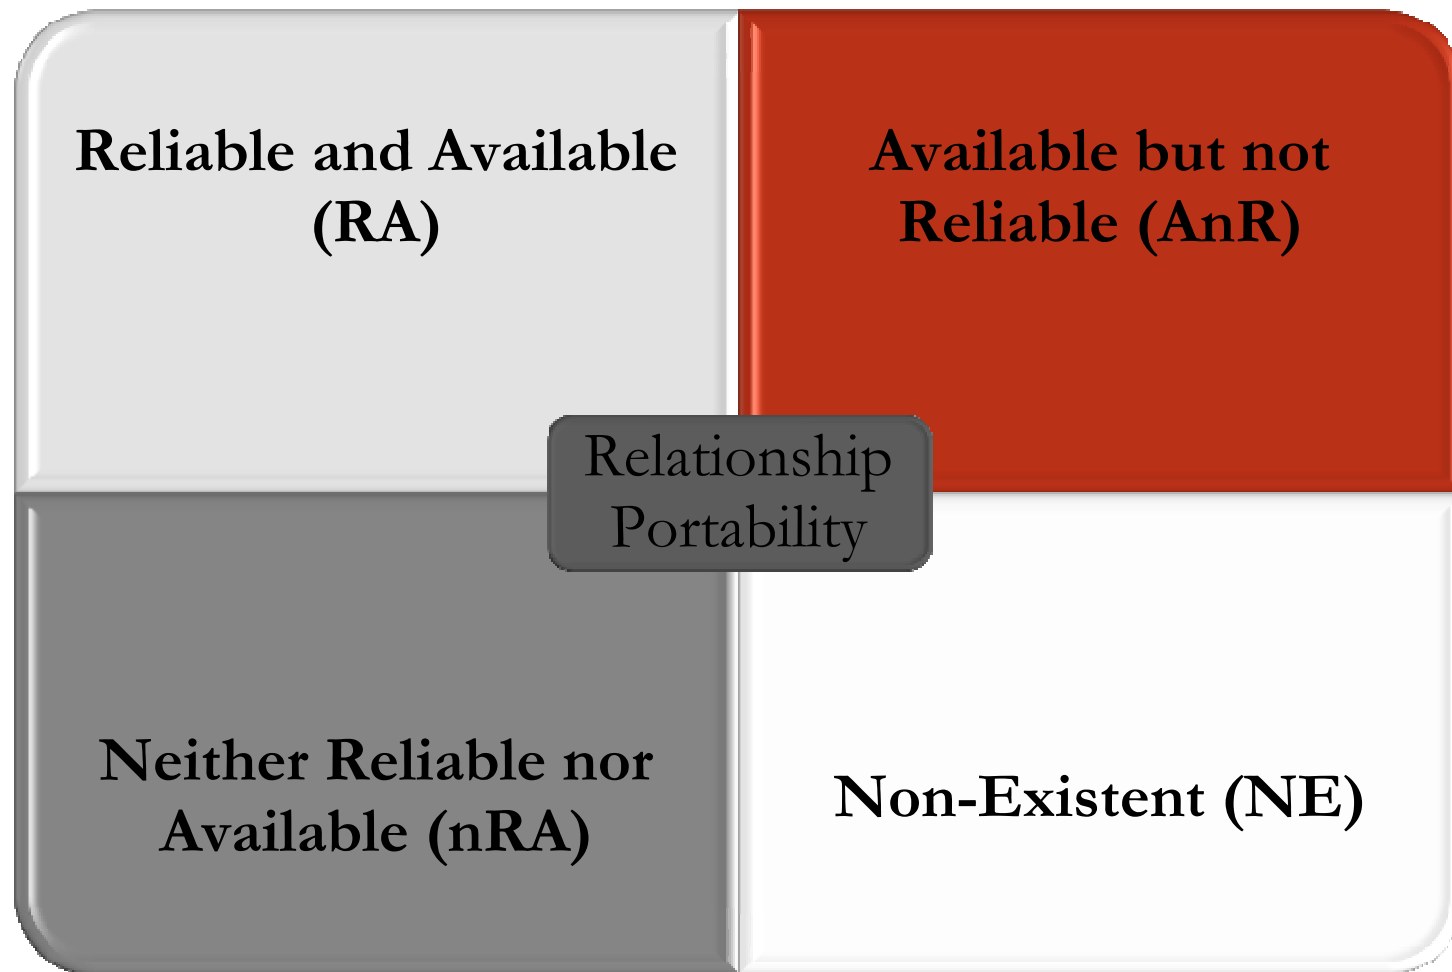 Reliable and Available
(RA)
Available but not
Reliable (AnR)
Relationship
Portability
Neither Reliable nor
Available (nRA)
Non-Existent (NE)